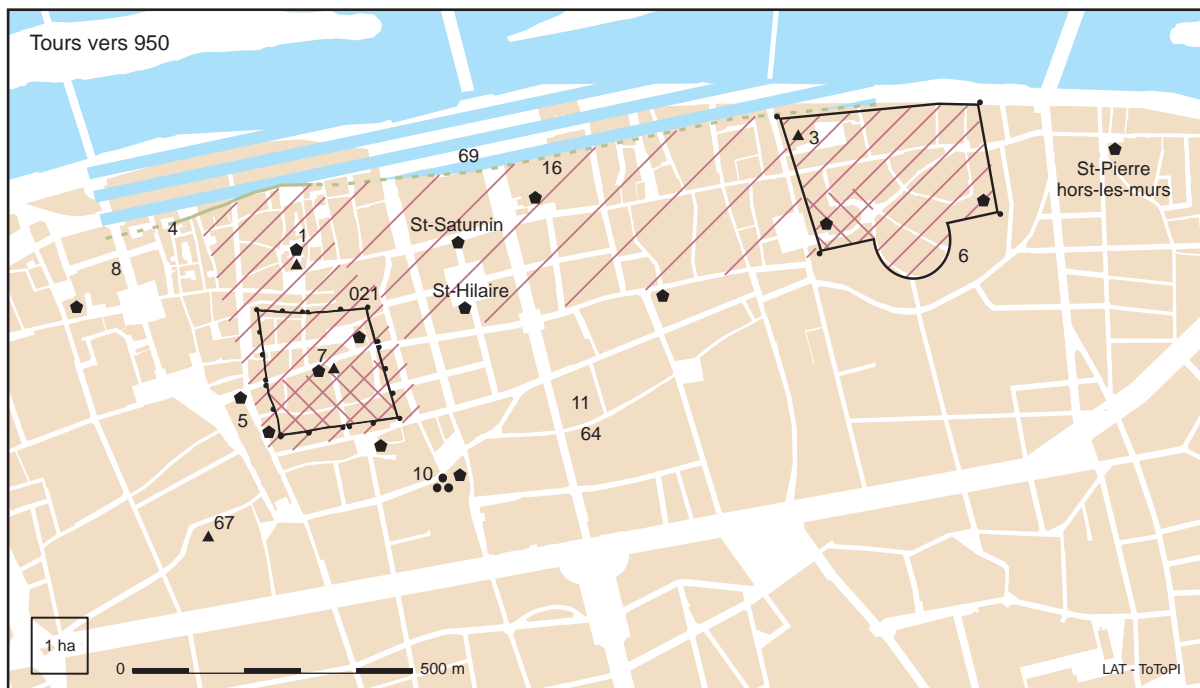 Tours vers 950
3
69
16
St-Pierre
hors-les-murs
4
1
St-Saturnin
8
6
St-Hilaire
021
7
11
5
64
10
67
1 ha
0
500 m
LAT - ToToPI